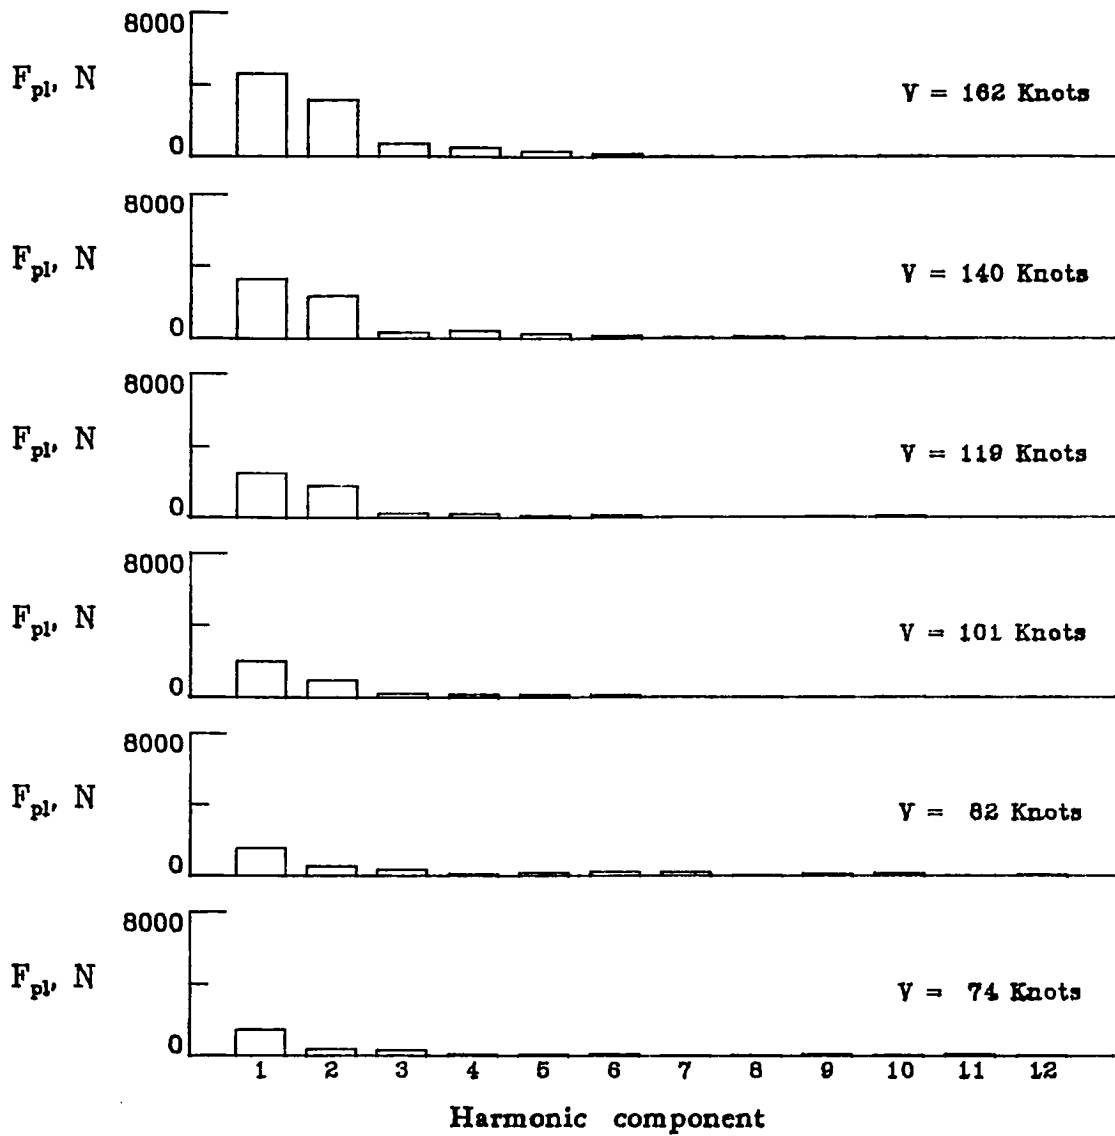 8000
F_pl, N
V = 162 Knots
0
8000
F_pl, N
V = 140 Knots
0
8000
F_pl, N
V = 119 Knots
0
8000
F_pl, N
V = 101 Knots
0
8000
F_pl, N
V = 82 Knots
0
8000
F_pl, N
V = 74 Knots
0
1 2 3 4 5 6 7 8 9 10 11 12
Harmonic component